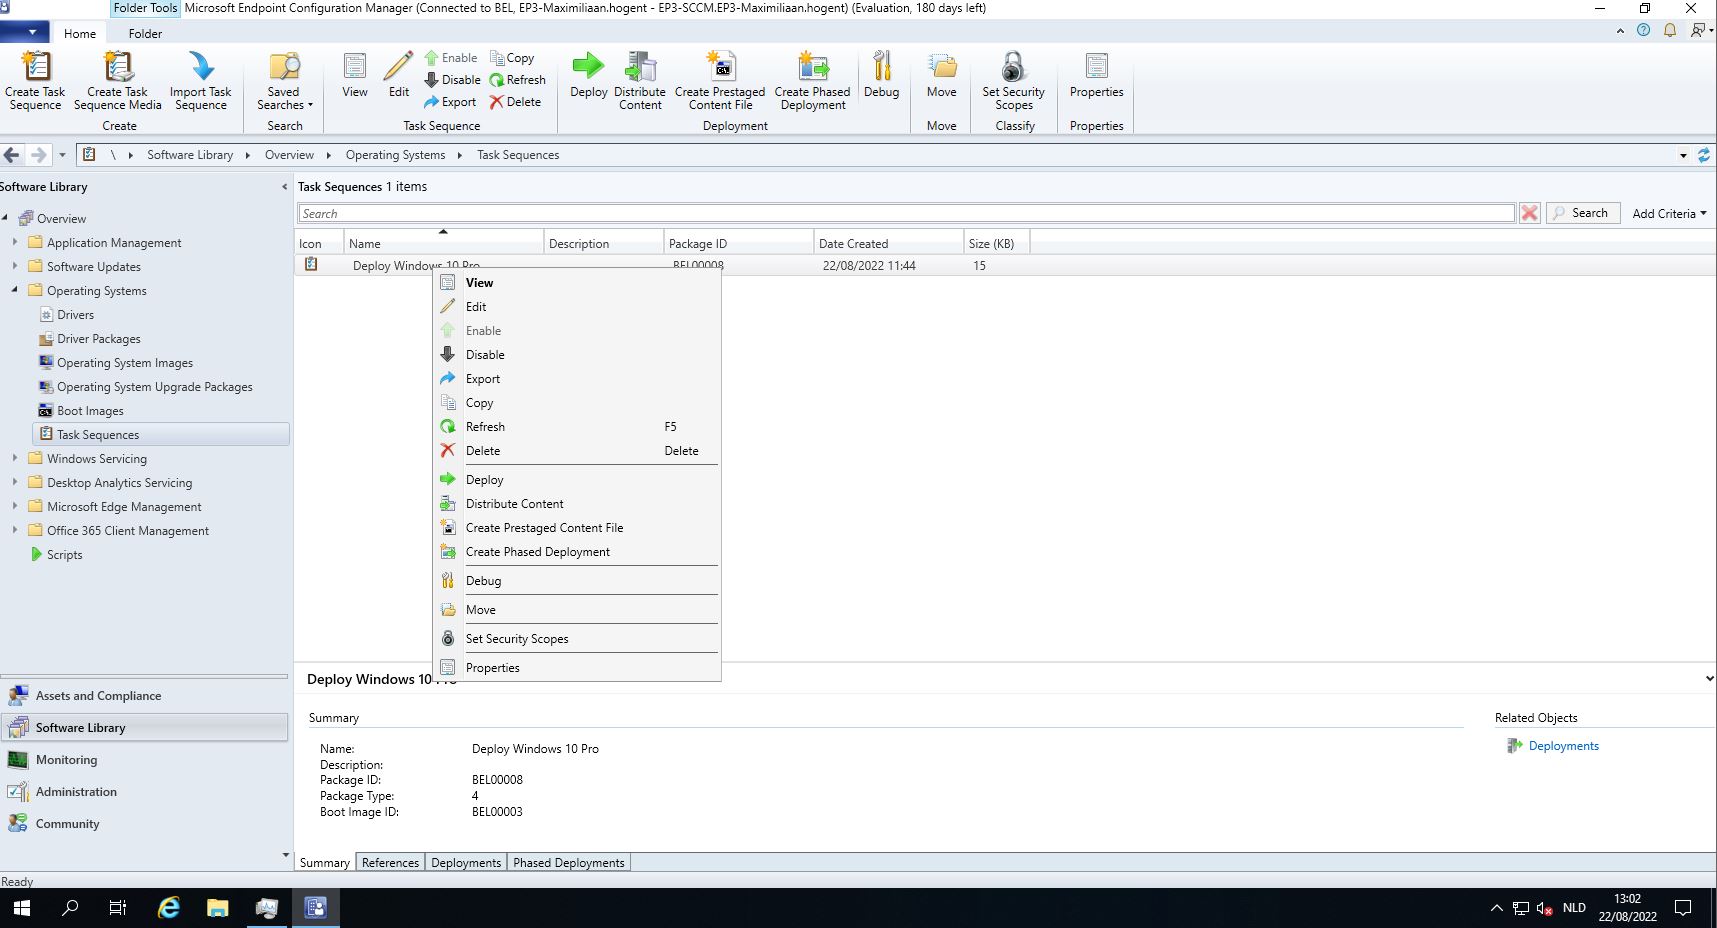 Folder Tools Microsoft Endpoint Configuration Manager (Connected to BEL, EP3-Maximiliaan.hogent - EP3-SCCM.EP3-Maximiliaan.hogent) (Evaluation, 180 days left)
Home Folder
Create Task Sequence
Create Task Sequence Media
Import Task Sequence
Create
Saved Searches
Search
View
Edit
Enable
Disable
Export
Copy
Refresh
Delete
Task Sequence
Deploy
Distribute Content
Create Prestaged Content File
Create Phased Deployment
Debug
Deployment
Move
Move
Set Security Scopes
Classify
Properties
Properties
\ Software Library Overview Operating Systems Task Sequences
Software Library
Overview
Application Management
Software Updates
Operating Systems
Drivers
Driver Packages
Operating System Images
Operating System Upgrade Packages
Boot Images
Task Sequences
Windows Servicing
Desktop Analytics Servicing
Microsoft Edge Management
Office 365 Client Management
Scripts
Assets and Compliance
Software Library
Monitoring
Administration
Community
Task Sequences 1 items
Search
Search
Add Criteria
Icon Name Description Package ID Date Created Size (KB)
Deploy Windows 10 Pro BEL00008 22/08/2022 11:44 15
View
Edit
Enable
Disable
Export
Copy
Refresh F5
Delete Delete
Deploy
Distribute Content
Create Prestaged Content File
Create Phased Deployment
Debug
Move
Set Security Scopes
Properties
Deploy Windows 10 Pro
Summary
Name: Deploy Windows 10 Pro
Description:
Package ID: BEL00008
Package Type: 4
Boot Image ID: BEL00003
Related Objects
Deployments
Summary References Deployments Phased Deployments
Ready
NLD
13:02
22/08/2022